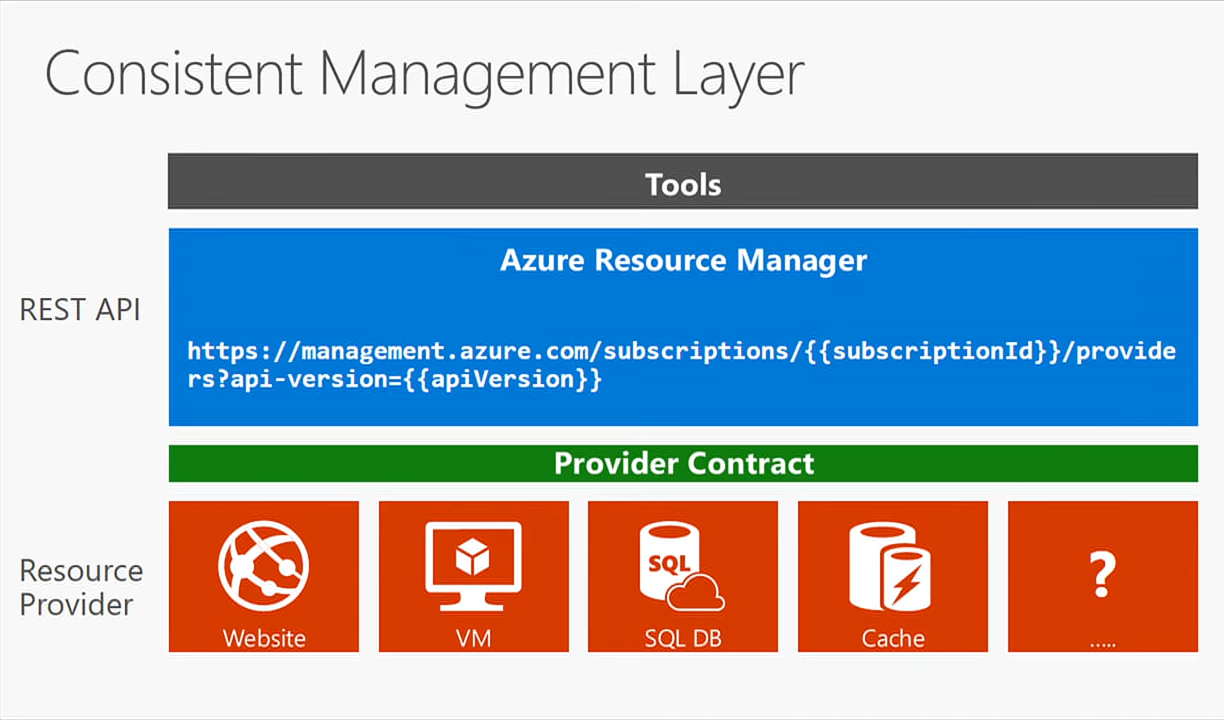 Consistent Management Layer
Tools
Azure Resource Manager
REST API
https://management.azure.com/subscriptions/{{subscriptionId}}/provide
rs?api-version={{apiVersion}}
Provider Contract
Resource
Provider
Website
VM
SQL
SQL DB
Cache
?
.....